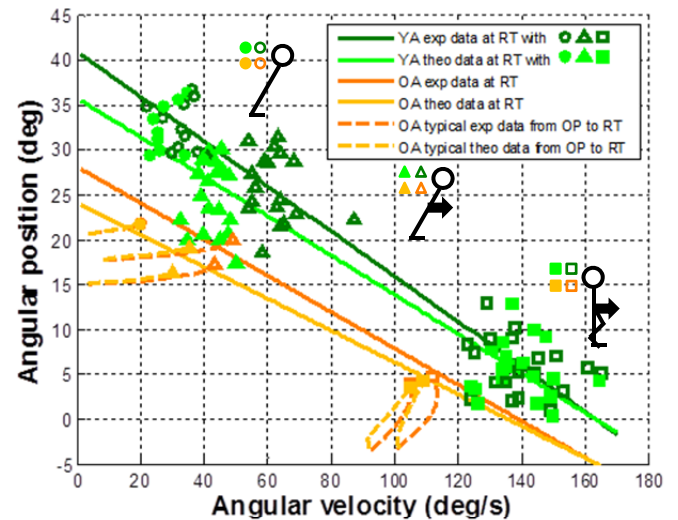 45
40
35
30
25
20
15
10
5
0
-5
Angular position (deg)
YA exp data at RT with
YA theo data at RT with
OA exp data at RT
OA theo data at RT
OA typical exp data from OP to RT
OA typical theo data from OP to RT
0 20 40 60 80 100 120 140 160 180
Angular velocity (deg/s)